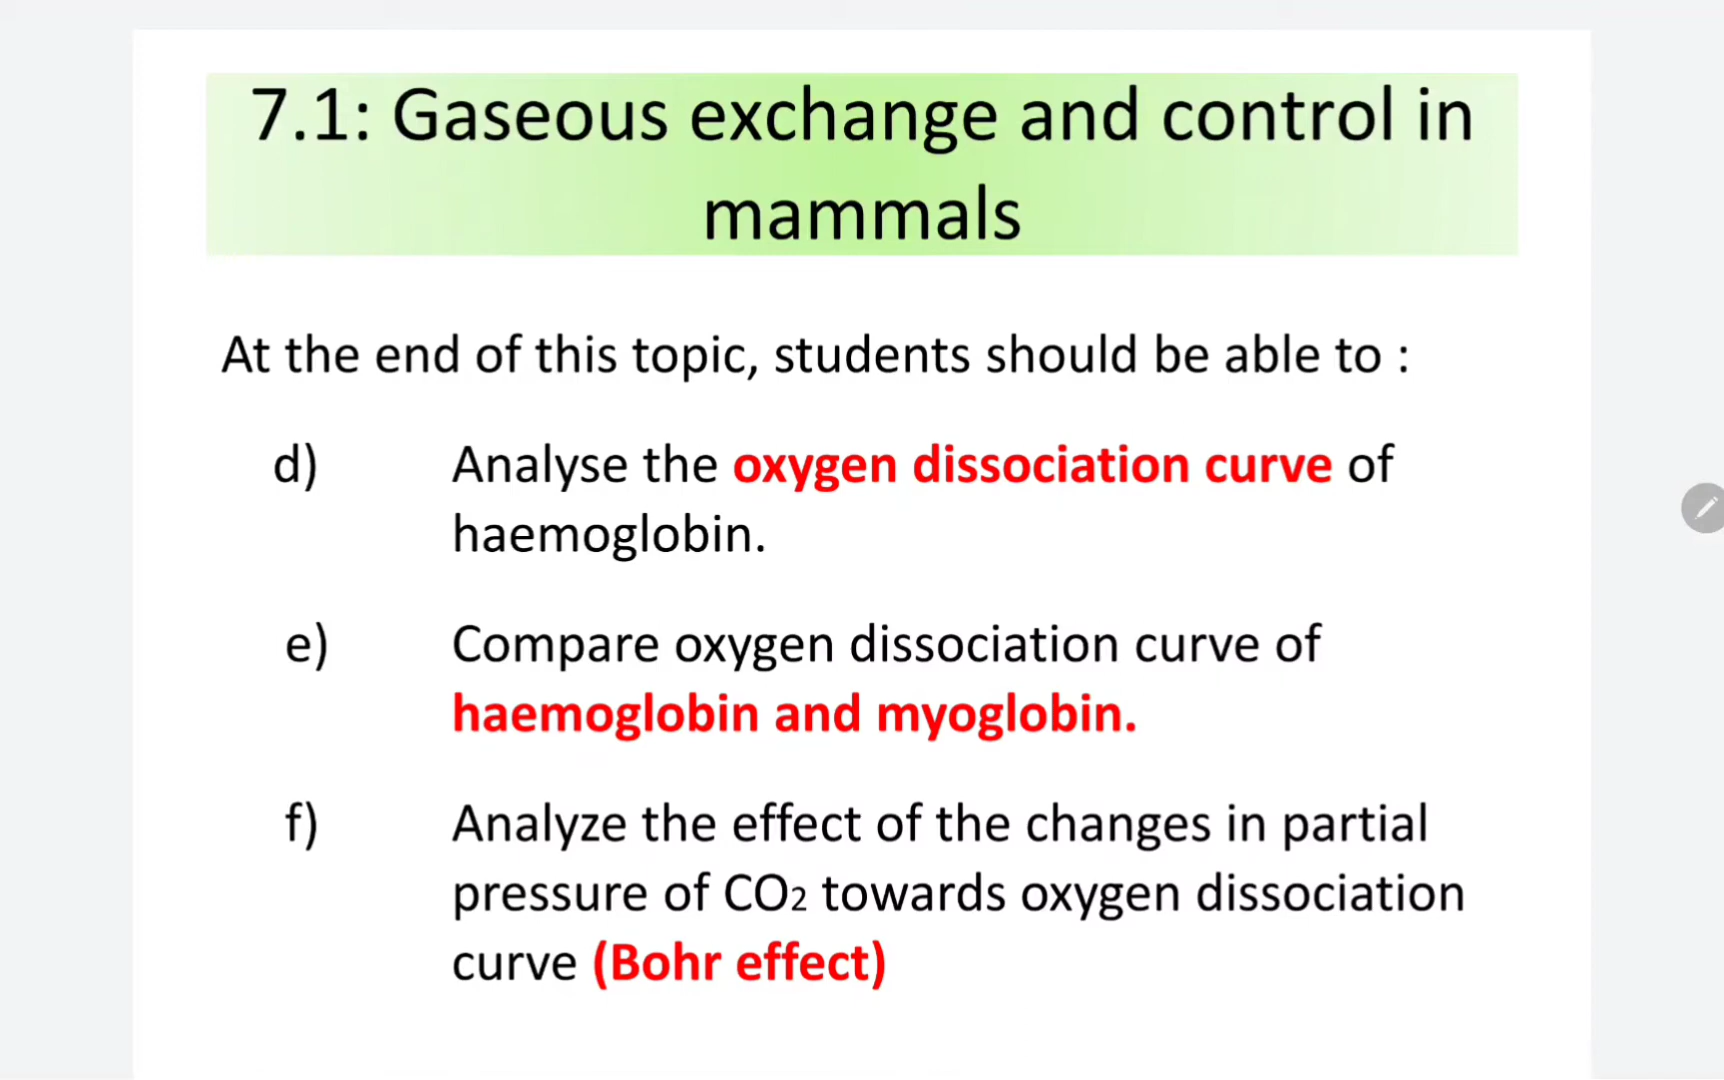 7.1: Gaseous exchange and control in
mammals
At the end of this topic, students should be able to :
d) Analyse the oxygen dissociation curve of
haemoglobin.
e) Compare oxygen dissociation curve of
haemoglobin and myoglobin.
f) Analyze the effect of the changes in partial
pressure of CO2 towards oxygen dissociation
curve (Bohr effect)